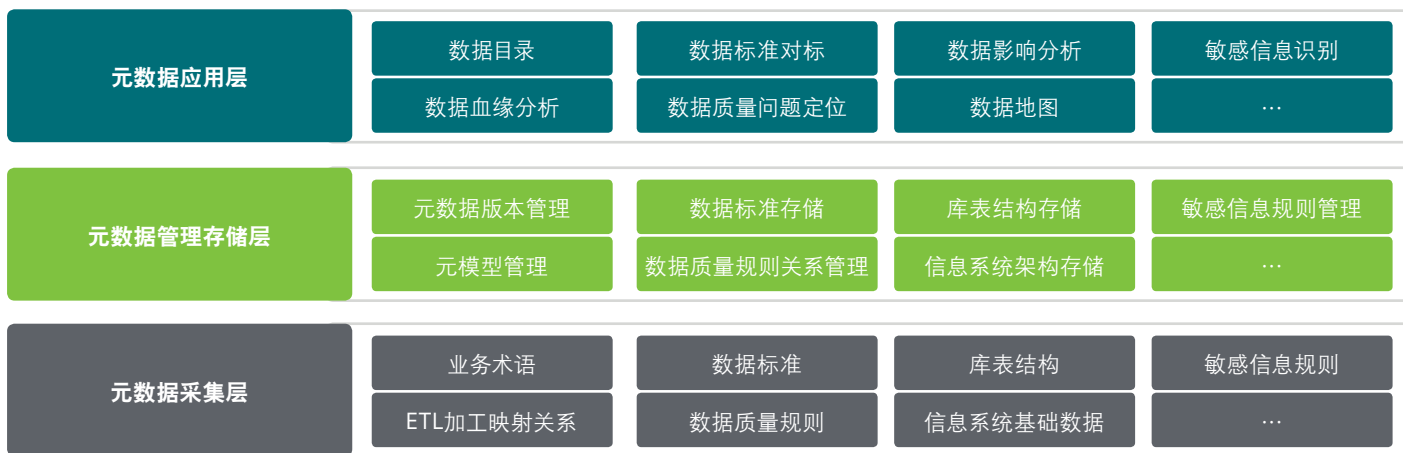 元数据应用层
数据目录
数据标准对标
数据影响分析
敏感信息识别
数据血缘分析
数据质量问题定位
数据地图
…
元数据管理存储层
元数据版本管理
数据标准存储
库表结构存储
敏感信息规则管理
元模型管理
数据质量规则关系管理
信息系统架构存储
…
元数据采集层
业务术语
数据标准
库表结构
敏感信息规则
ETL加工映射关系
数据质量规则
信息系统基础数据
…